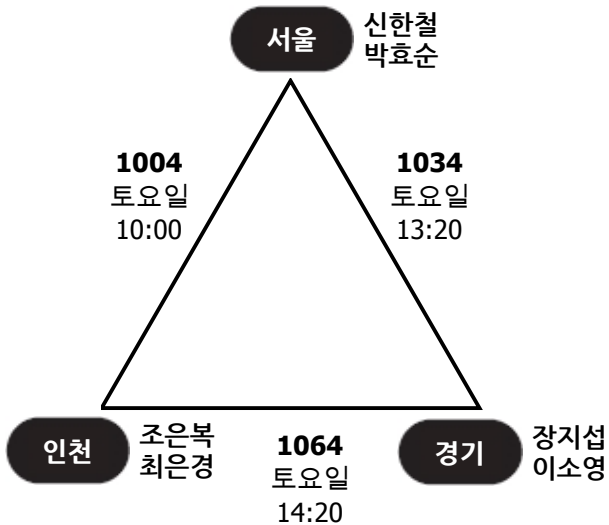 서울
신한철
박효순
1004
토요일
10:00
1034
토요일
13:20
인천
조은복
최은경
1064
토요일
14:20
경기
장지섭
이소영